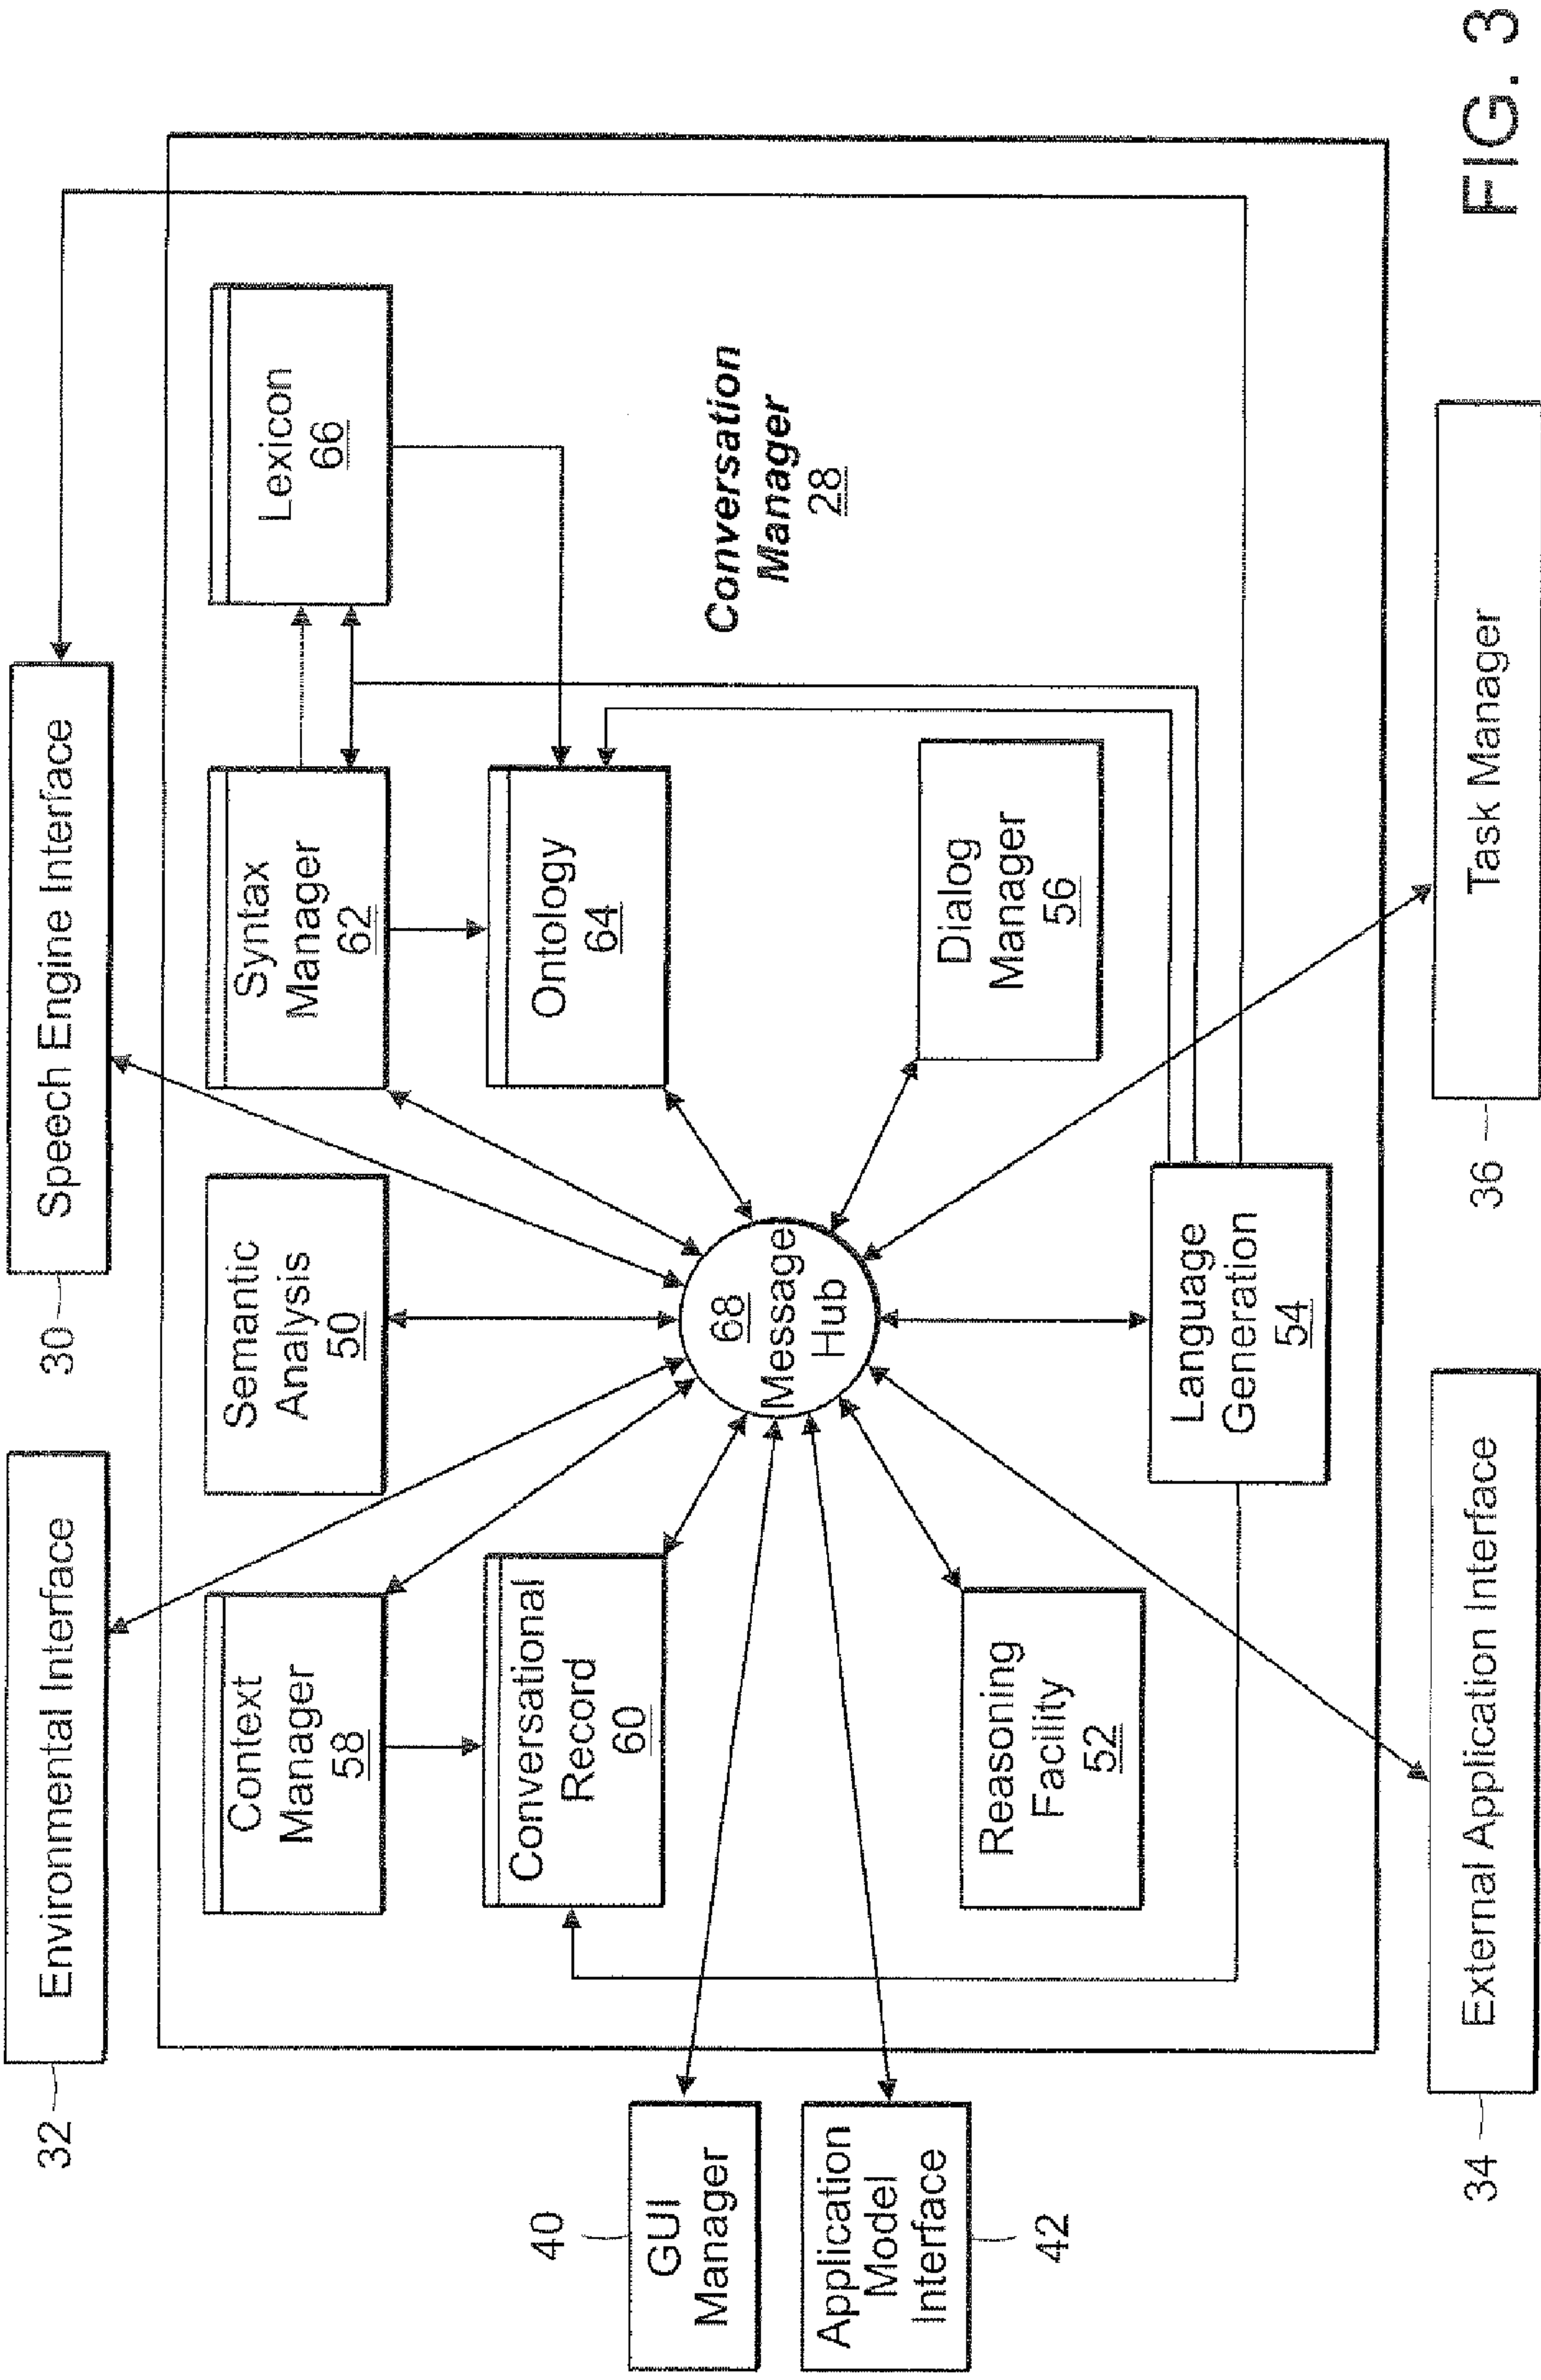 32
Environmental Interface
30
Speech Engine Interface
Context
Manager
58
Semantic
Analysis
50
Syntax
Manager
62
Lexicon
66
Conversational
Record
60
Ontology
64
40
GUI
Manager
68
Message
Hub
Conversation
Manager
28
Application
Model
Interface
42
Reasoning
Facility
52
Dialog
Manager
56
Language
Generation
54
34
External Application Interface
36
Task Manager
FIG. 3